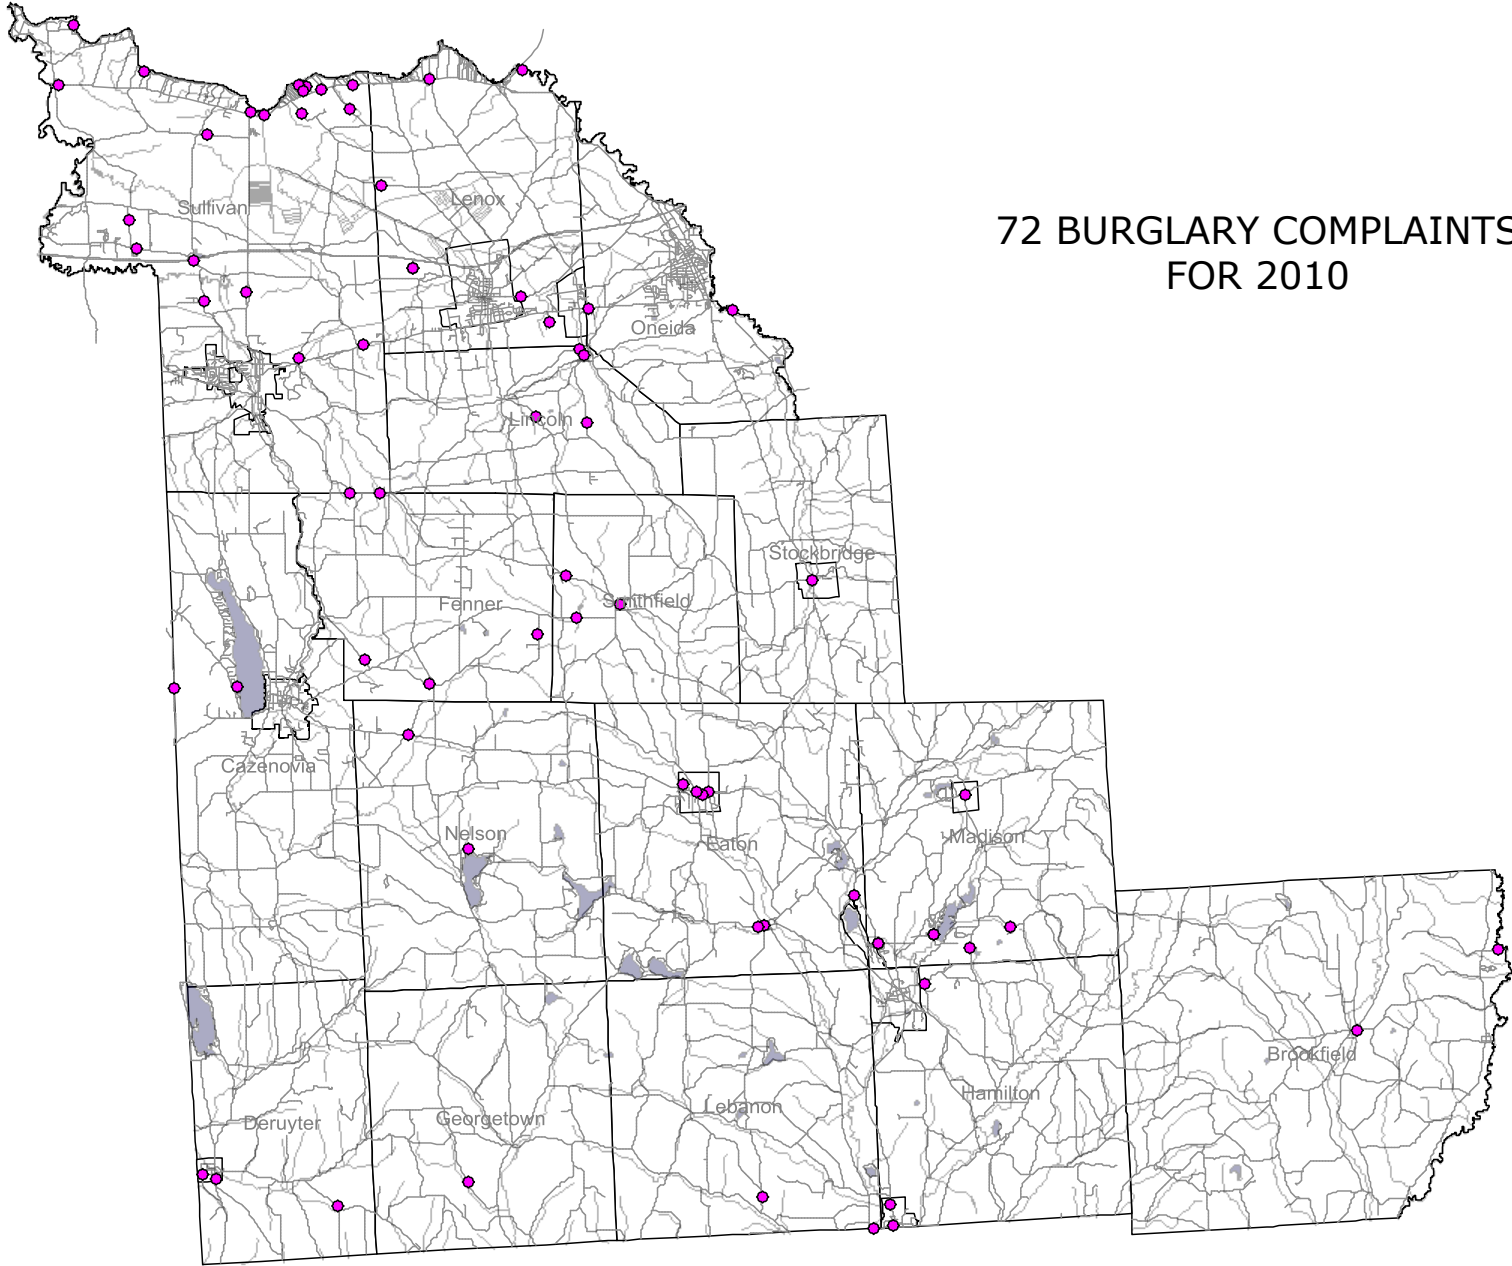 Sullivan
Lenox
72 BURGLARY COMPLAINTS
FOR 2010
Oneida
Lincoln
Stockbridge
Fenner
Smithfield
Cazenovia
Nelson
Eaton
Madison
Brookfield
Hamilton
Lebanon
Georgetown
Deruyter